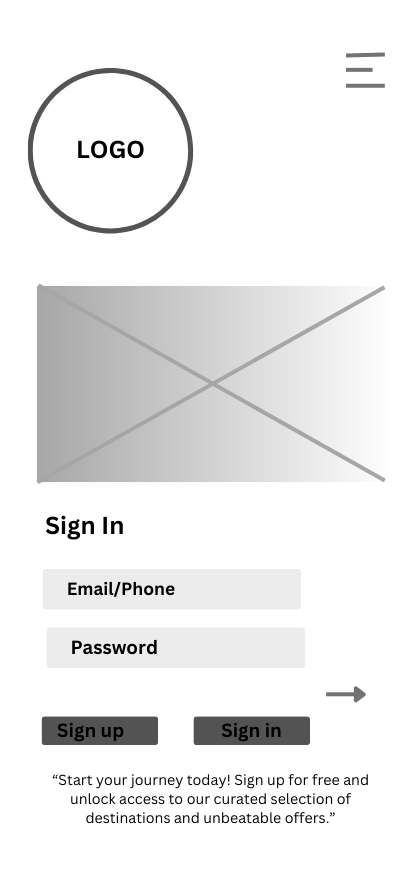 LOGO
Sign In
Email/Phone
Password
Sign up
Sign in
“Start your journey today! Sign up for free and
unlock access to our curated selection of
destinations and unbeatable offers.”